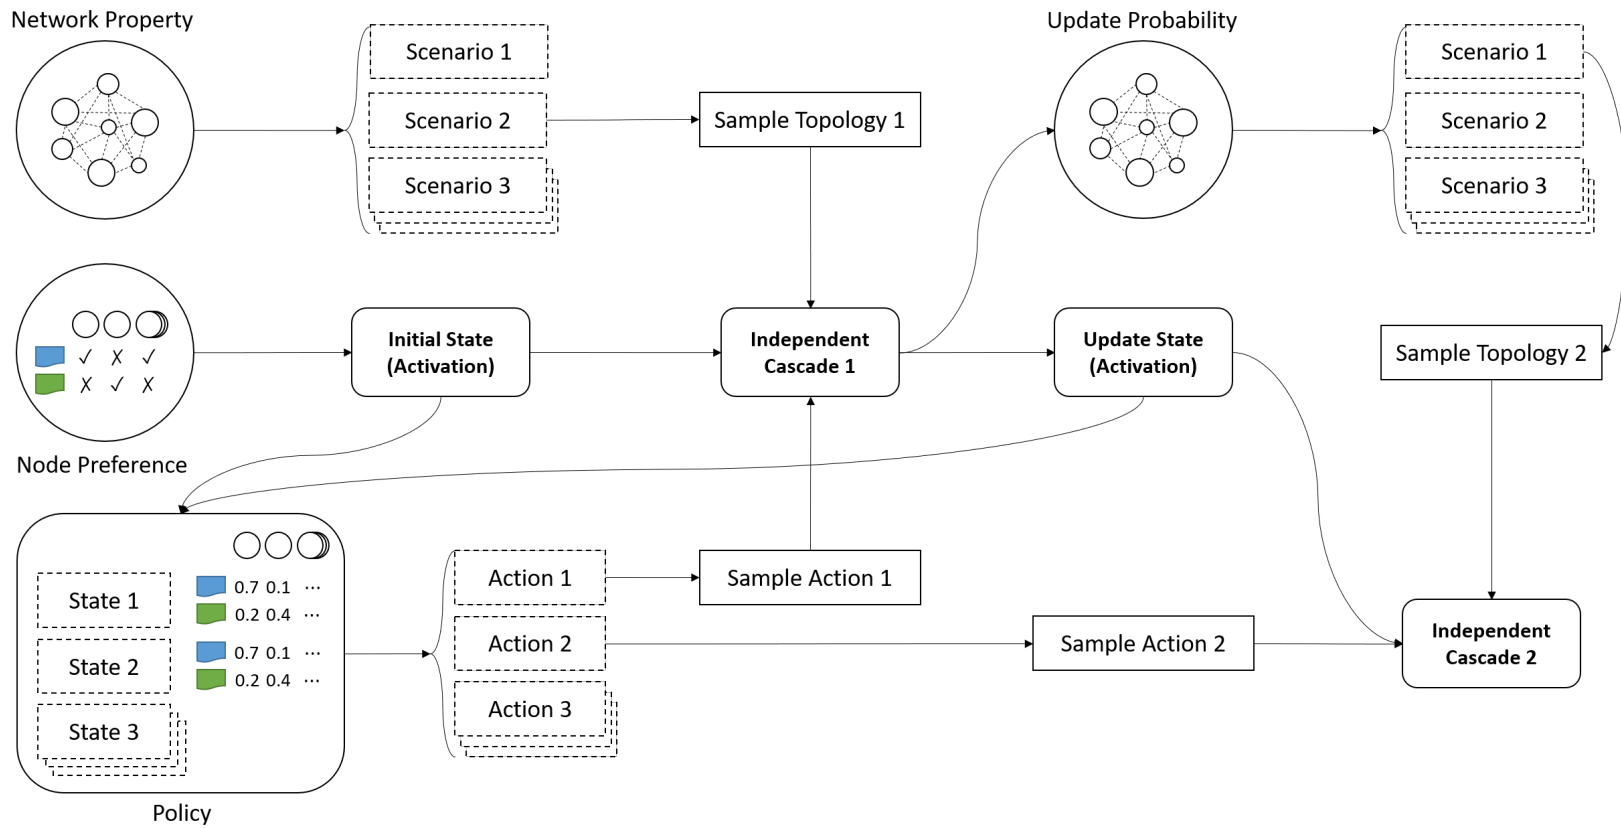 Network Property
Scenario 1
Scenario 2
Scenario 3
Sample Topology 1
Update Probability
Scenario 1
Scenario 2
Scenario 3
✓ ✗ ✓
✗ ✓ ✗
Node Preference
Initial State
(Activation)
Independent
Cascade 1
Update State
(Activation)
Sample Topology 2
State 1
State 2
State 3
0.7 0.1 ...
0.2 0.4 ...
0.7 0.1 ...
0.2 0.4 ...
Policy
Action 1
Action 2
Action 3
Sample Action 1
Sample Action 2
Independent
Cascade 2